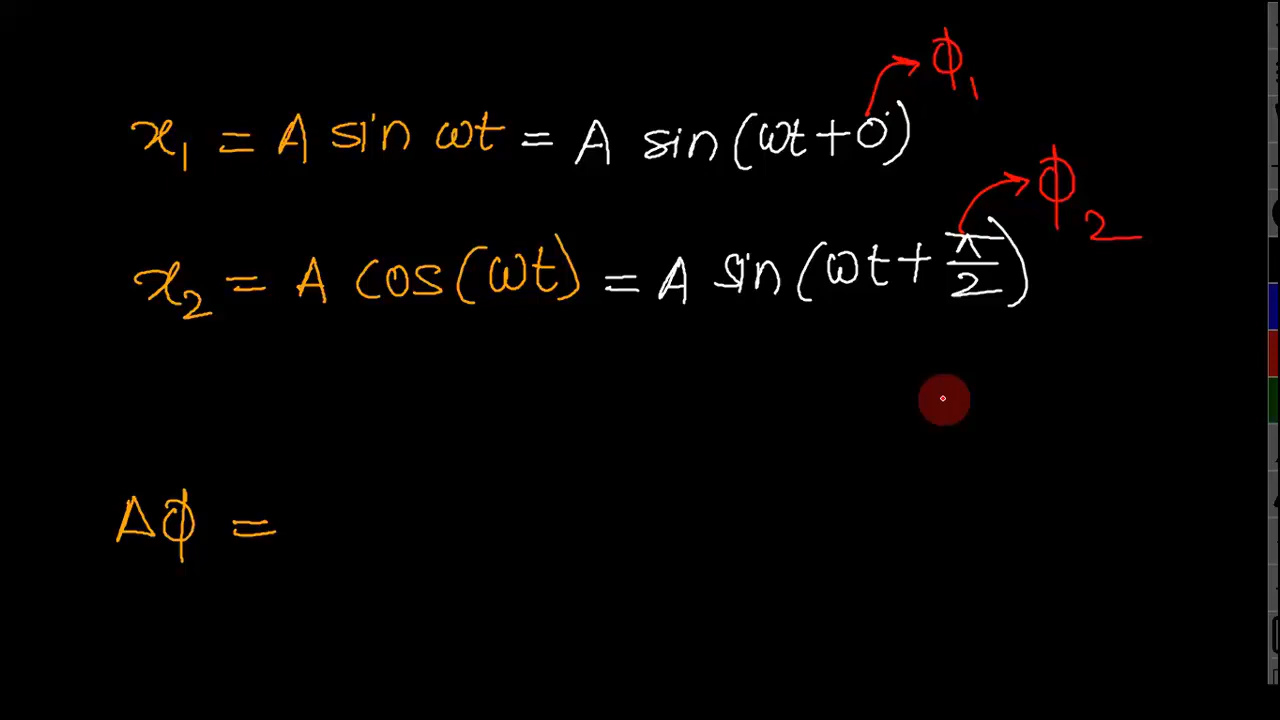 x₁ = A sin ωt = A sin(ωt + 0) → ϕ₁
x₂ = A cos(ωt) = A sin(ωt + π/2) → ϕ₂
Δϕ =